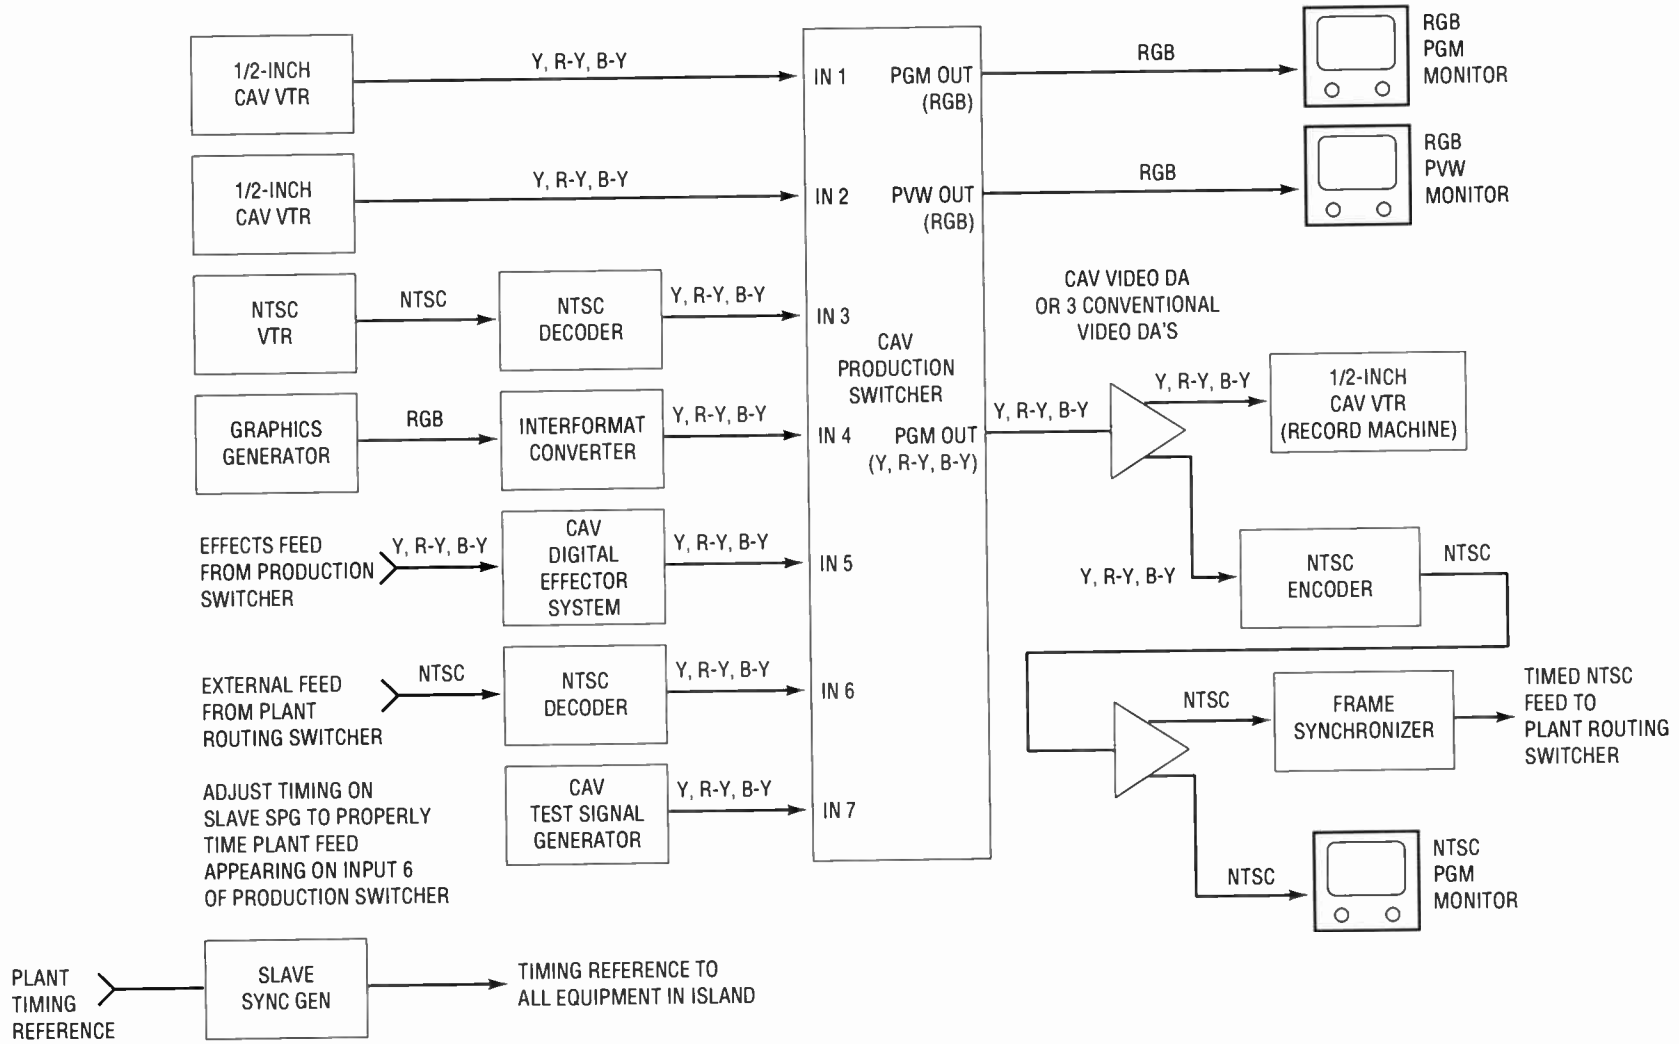 1/2-INCH
CAV VTR
Y, R-Y, B-Y
IN 1
PGM OUT
(RGB)
RGB
RGB
PGM
MONITOR
1/2-INCH
CAV VTR
Y, R-Y, B-Y
IN 2
PVW OUT
(RGB)
RGB
RGB
PVW
MONITOR
NTSC
VTR
NTSC
NTSC
DECODER
Y, R-Y, B-Y
IN 3
CAV
PRODUCTION
SWITCHER
CAV VIDEO DA
OR 3 CONVENTIONAL
VIDEO DA'S
GRAPHICS
GENERATOR
RGB
INTERFORMAT
CONVERTER
Y, R-Y, B-Y
IN 4
PGM OUT
(Y, R-Y, B-Y)
Y, R-Y, B-Y
Y, R-Y, B-Y
1/2-INCH
CAV VTR
(RECORD MACHINE)
EFFECTS FEED
FROM PRODUCTION
SWITCHER
Y, R-Y, B-Y
CAV
DIGITAL
EFFECTOR
SYSTEM
Y, R-Y, B-Y
IN 5
Y, R-Y, B-Y
NTSC
ENCODER
NTSC
EXTERNAL FEED
FROM PLANT
ROUTING SWITCHER
NTSC
NTSC
DECODER
Y, R-Y, B-Y
IN 6
NTSC
FRAME
SYNCHRONIZER
TIMED NTSC
FEED TO
PLANT ROUTING
SWITCHER
ADJUST TIMING ON
SLAVE SPG TO PROPERLY
TIME PLANT FEED
APPEARING ON INPUT 6
OF PRODUCTION SWITCHER
CAV
TEST SIGNAL
GENERATOR
Y, R-Y, B-Y
IN 7
NTSC
NTSC
PGM
MONITOR
PLANT
TIMING
REFERENCE
SLAVE
SYNC GEN
TIMING REFERENCE TO
ALL EQUIPMENT IN ISLAND